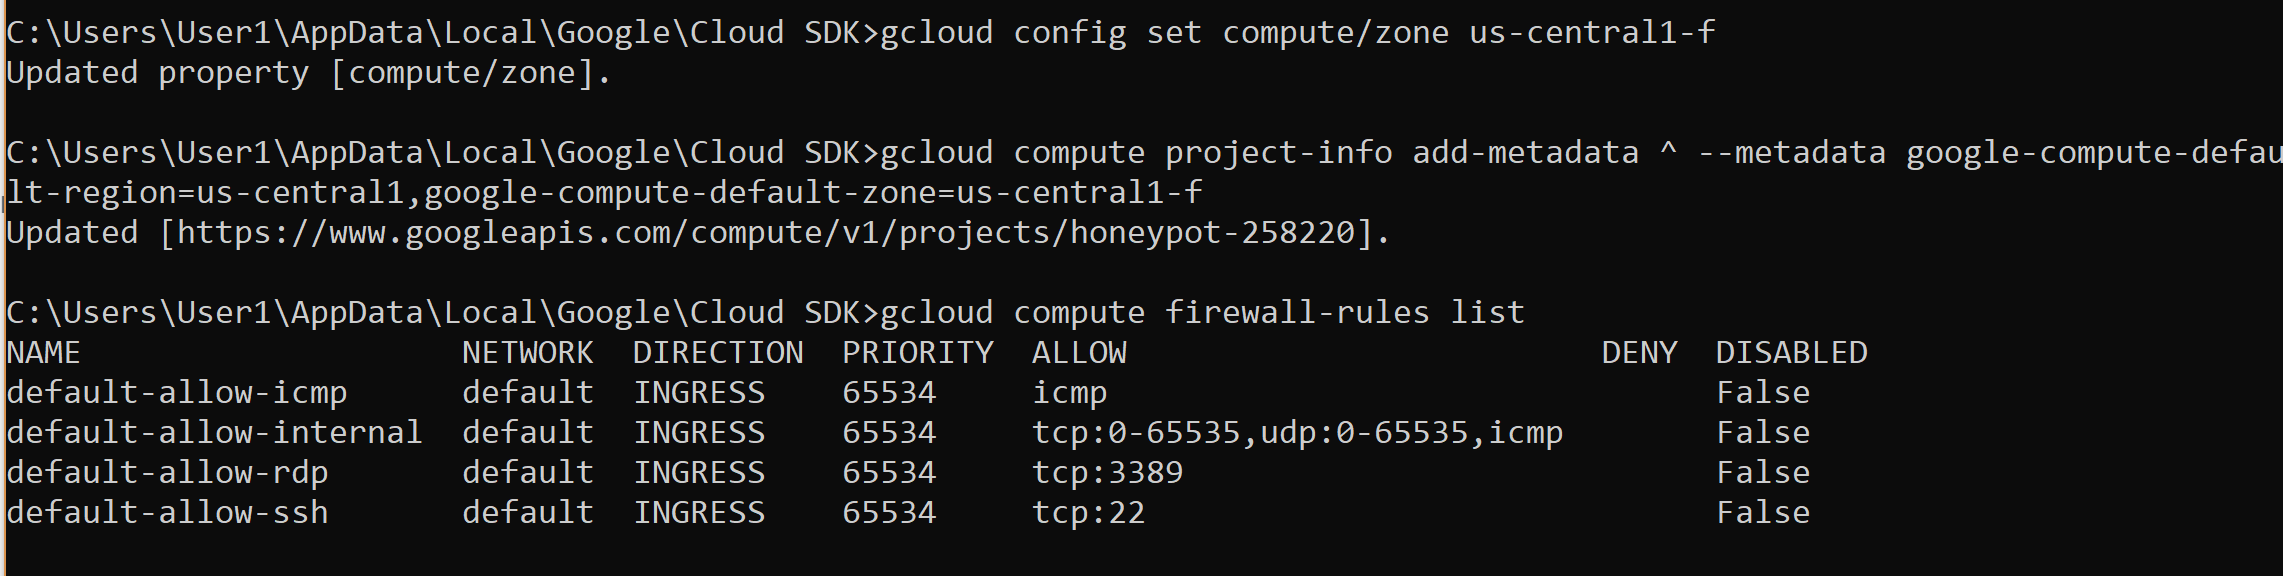 C:\Users\User1\AppData\Local\Google\Cloud SDK>gcloud config set compute/zone us-central1-f
Updated property [compute/zone].
C:\Users\User1\AppData\Local\Google\Cloud SDK>gcloud compute project-info add-metadata ^ --metadata google-compute-defau
lt-region=us-central1,google-compute-default-zone=us-central1-f
Updated [https://www.googleapis.com/compute/v1/projects/honeypot-258220].
C:\Users\User1\AppData\Local\Google\Cloud SDK>gcloud compute firewall-rules list
NAME                    NETWORK  DIRECTION  PRIORITY  ALLOW                         DENY  DISABLED
default-allow-icmp      default  INGRESS    65534     icmp                                False
default-allow-internal  default  INGRESS    65534     tcp:0-65535,udp:0-65535,icmp        False
default-allow-rdp       default  INGRESS    65534     tcp:3389                            False
default-allow-ssh       default  INGRESS    65534     tcp:22                              False